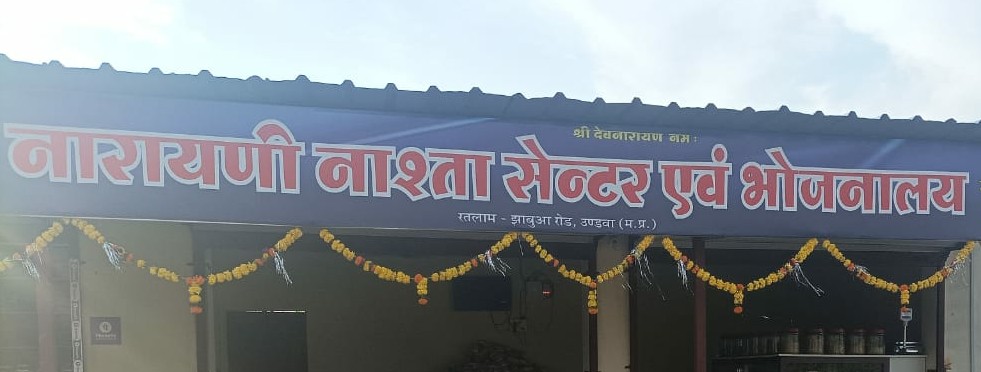 श्री देवनारायण नमः
नारायणी नाश्ता सेन्टर एवं भोजनालय
रतलाम - झाबुआ रोड, उण्डवा (म.प्र.)